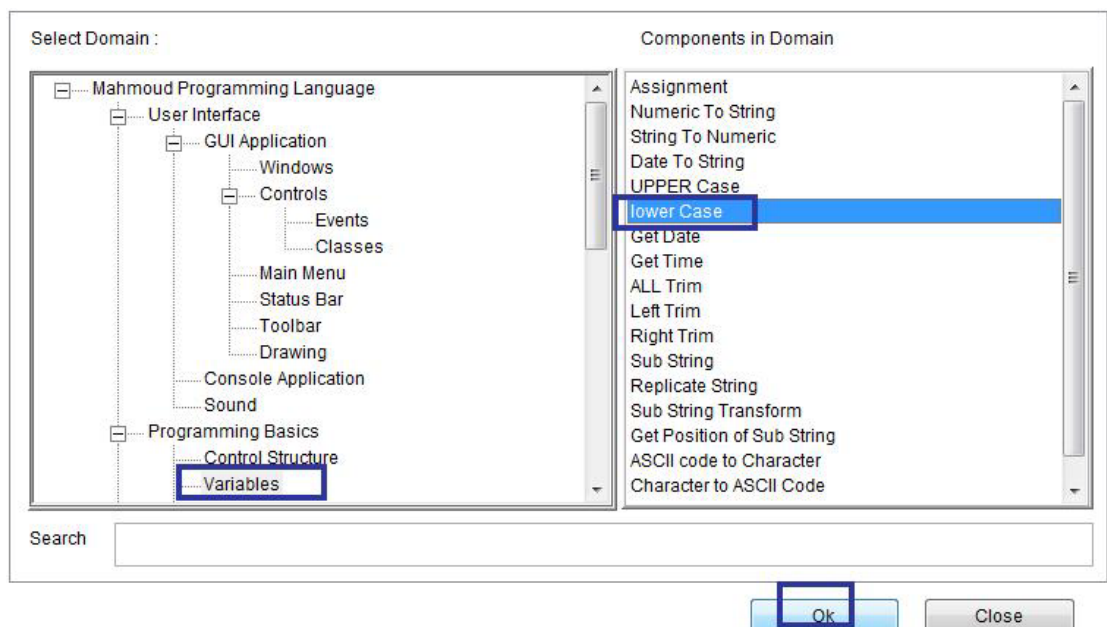 Select Domain :
Components in Domain
Mahmoud Programming Language
User Interface
GUI Application
Windows
Controls
Events
Classes
Main Menu
Status Bar
Toolbar
Drawing
Console Application
Sound
Programming Basics
Control Structure
Variables
Assignment
Numeric To String
String To Numeric
Date To String
UPPER Case
lower Case
Get Date
Get Time
ALL Trim
Left Trim
Right Trim
Sub String
Replicate String
Sub String Transform
Get Position of Sub String
ASCII code to Character
Character to ASCII Code
Search
Ok
Close